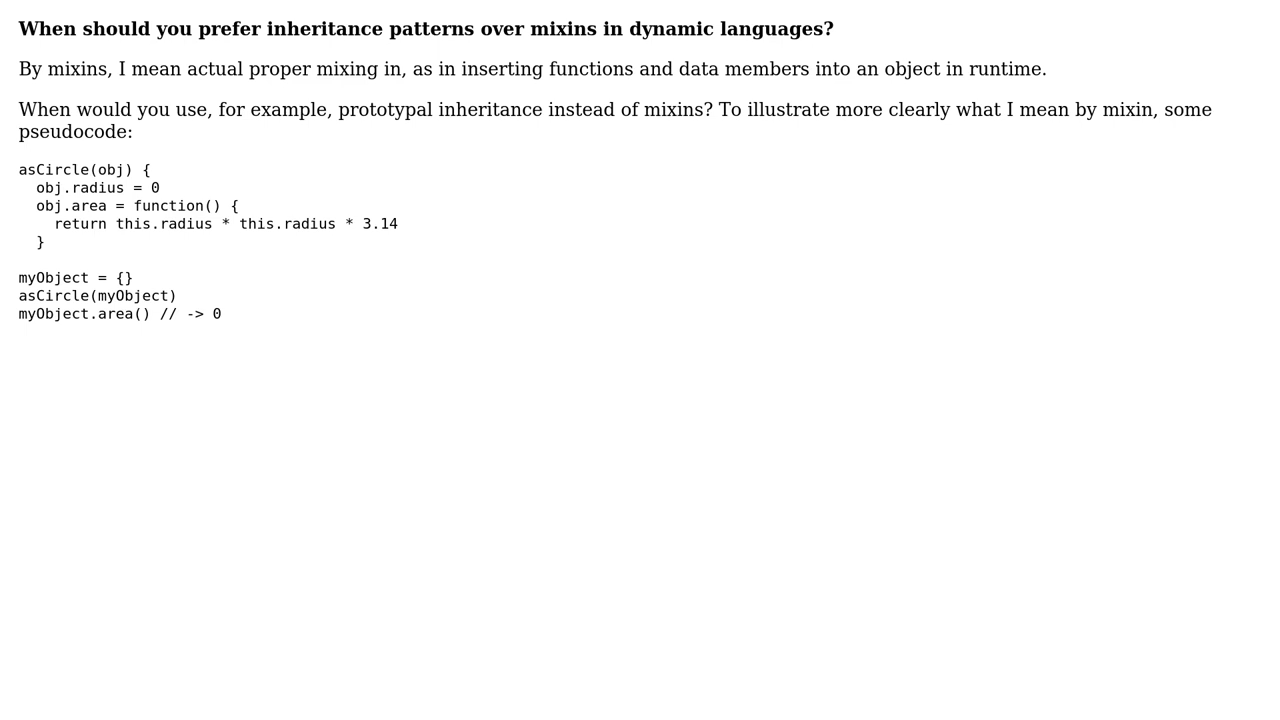 When should you prefer inheritance patterns over mixins in dynamic languages?
By mixins, I mean actual proper mixing in, as in inserting functions and data members into an object in runtime.
When would you use, for example, prototypal inheritance instead of mixins? To illustrate more clearly what I mean by mixin, some
pseudocode:
asCircle(obj) {
  obj.radius = 0
  obj.area = function() {
    return this.radius * this.radius * 3.14
  }

myObject = {}
asCircle(myObject)
myObject.area() // -> 0